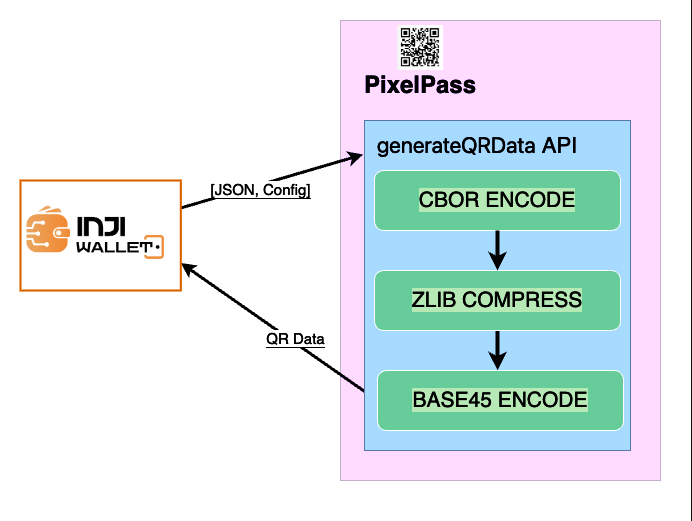 PixelPass
generateQRData API
[JSON, Config]
CBOR ENCODE
INJI
WALLET
ZLIB COMPRESS
QR Data
BASE45 ENCODE